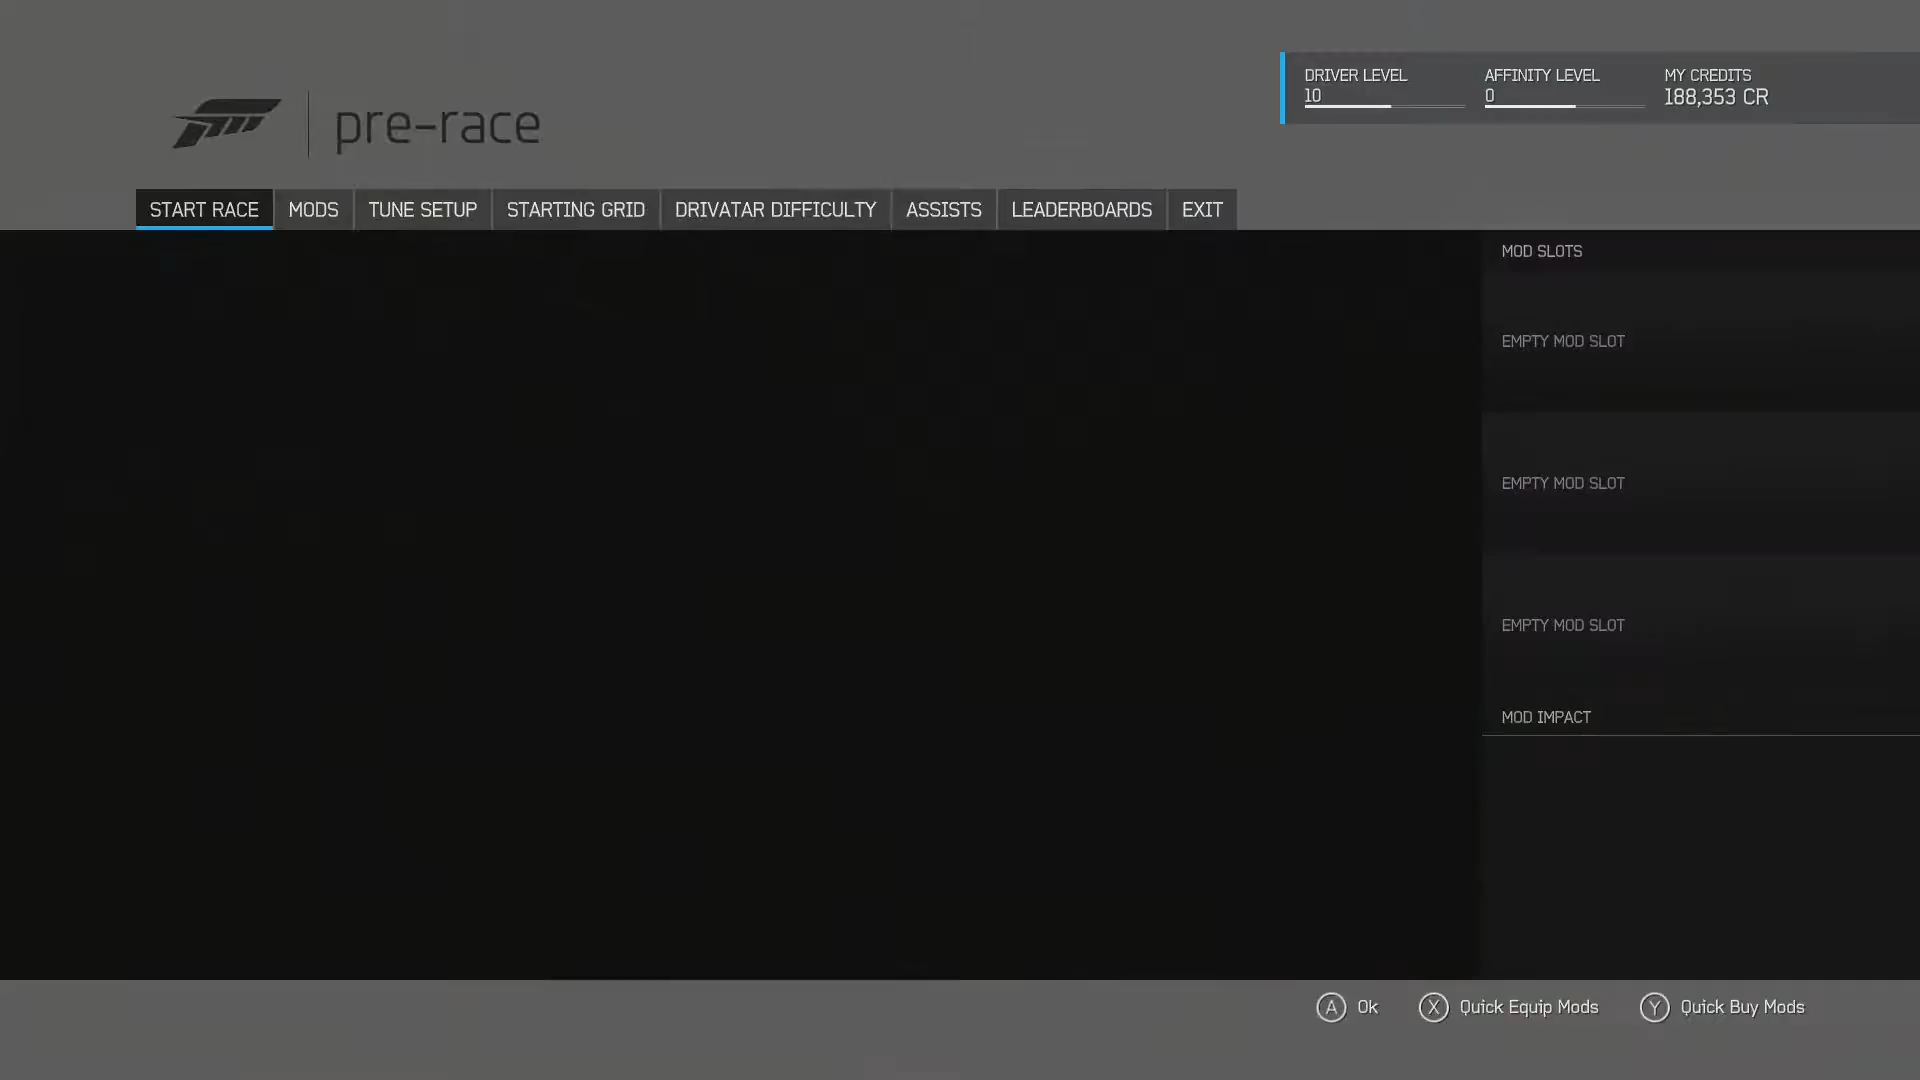 pre-race
DRIVER LEVEL
10
AFFINITY LEVEL
0
MY CREDITS
188,353 CR
START RACE
MODS
TUNE SETUP
STARTING GRID
DRIVATAR DIFFICULTY
ASSISTS
LEADERBOARDS
EXIT
MOD SLOTS
EMPTY MOD SLOT
EMPTY MOD SLOT
EMPTY MOD SLOT
MOD IMPACT
A Ok
X Quick Equip Mods
Y Quick Buy Mods